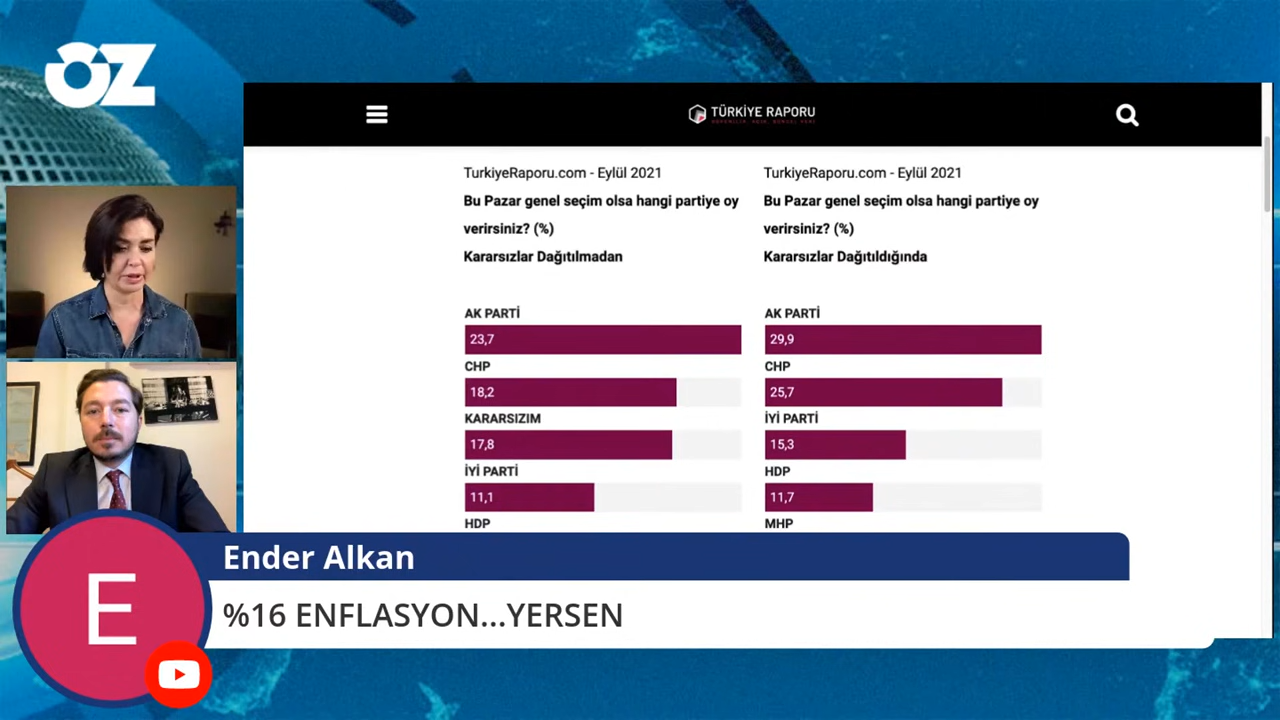 ÖZ
TÜRKİYE RAPORU
TurkiyeRaporu.com - Eylül 2021
Bu Pazar genel seçim olsa hangi partiye oy
verirsiniz? (%)
Kararsızlar Dağıtılmadan
AK PARTİ
23,7
CHP
18,2
KARARSIZIM
17,8
İYİ PARTİ
11,1
HDP
TurkiyeRaporu.com - Eylül 2021
Bu Pazar genel seçim olsa hangi partiye oy
verirsiniz? (%)
Kararsızlar Dağıtıldığında
AK PARTİ
29,9
CHP
25,7
İYİ PARTİ
15,3
HDP
11,7
MHP
Ender Alkan
E
%16 ENFLASYON...YERSEN